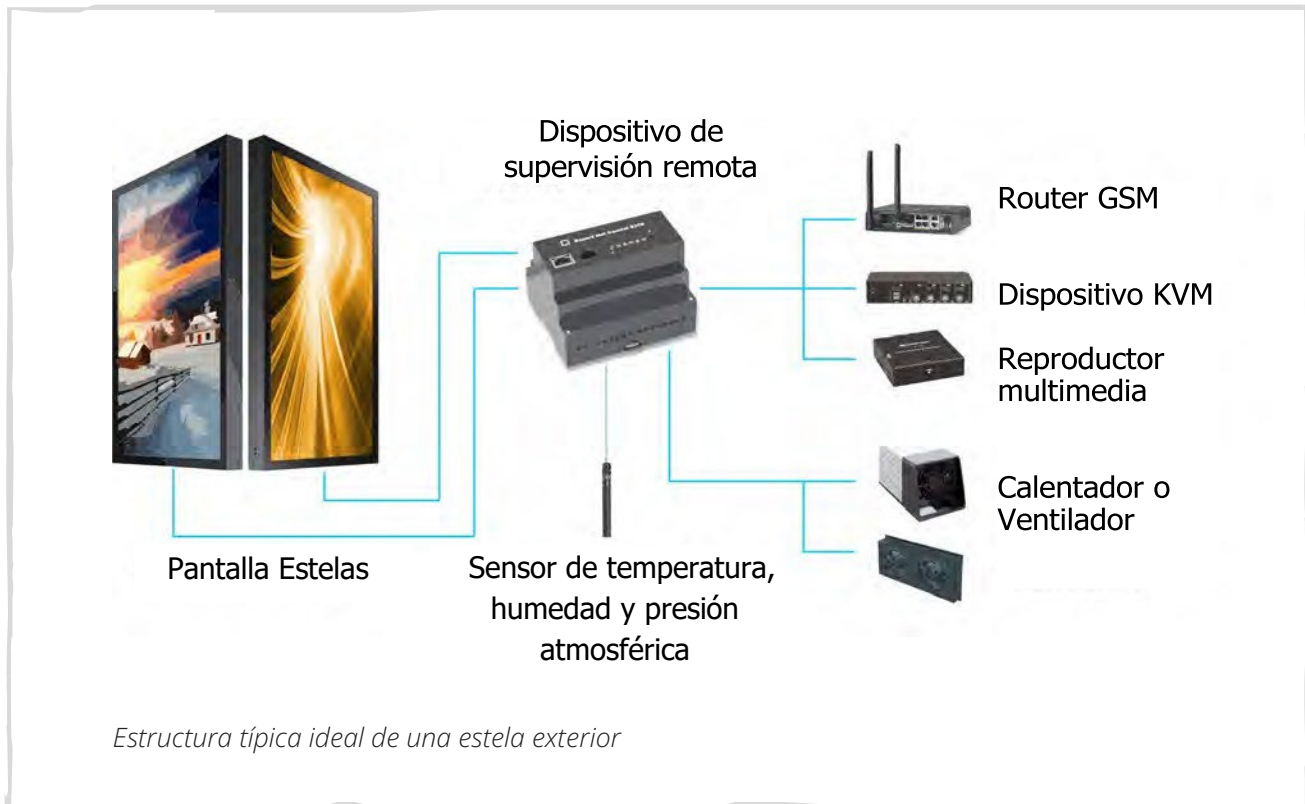 Dispositivo de
supervisión remota
Router GSM
Dispositivo KVM
Reproductor
multimedia
Calentador o
Ventilador
Pantalla Estelas
Sensor de temperatura,
humedad y presión
atmosférica
Estructura típica ideal de una estela exterior